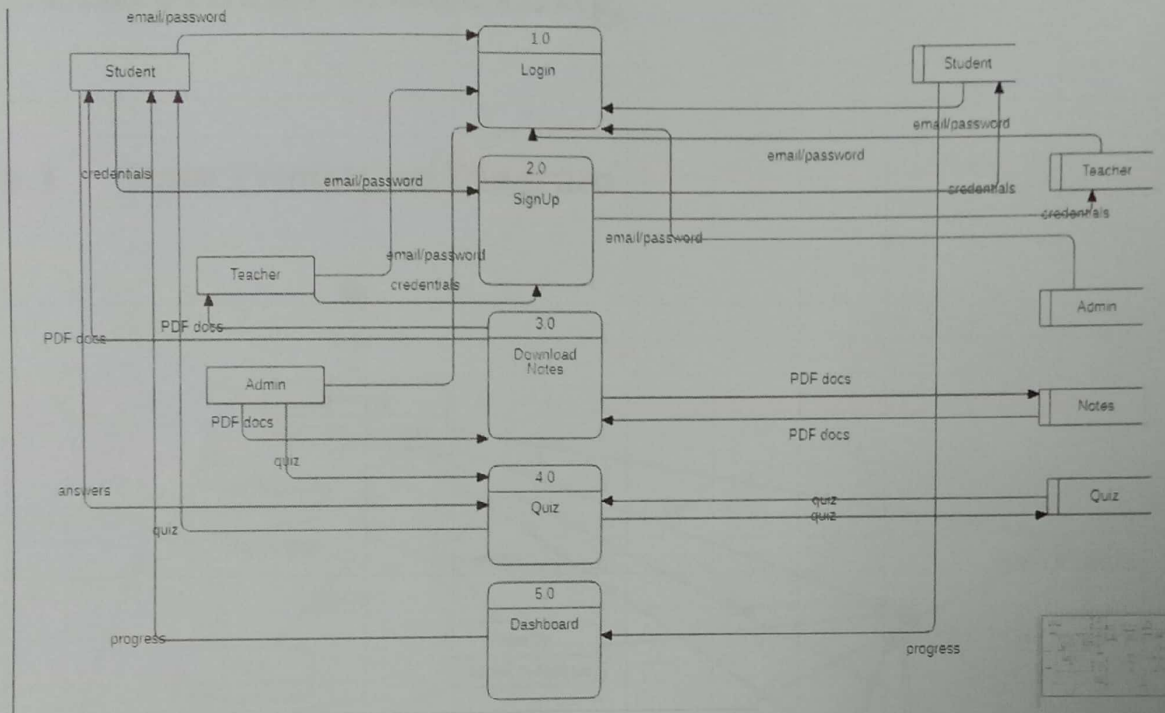 email/password
1.0
Login
Student
Student
email/password
email/password
credentials
email/password
2.0
SignUp
Teacher
credentials
credentials
email/password
email/password
Teacher
credentials
Admin
PDF docs
PDF docs
3.0
Download
Notes
Admin
PDF docs
Notes
PDF docs
PDF docs
quiz
4.0
Quiz
answers
quiz
quiz
Quiz
quiz
5.0
Dashboard
progress
progress